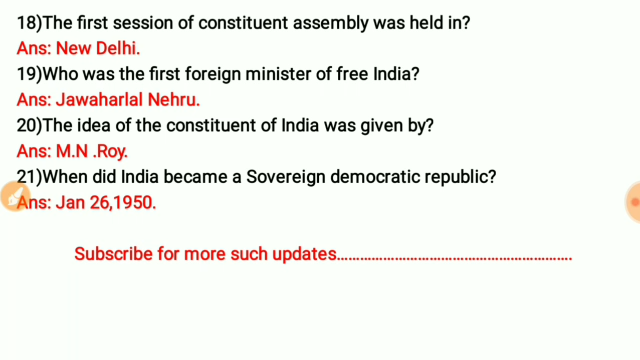 18)The first session of constituent assembly was held in?
Ans: New Delhi.
19)Who was the first foreign minister of free India?
Ans: Jawaharlal Nehru.
20)The idea of the constituent of India was given by?
Ans: M.N .Roy.
21)When did India became a Sovereign democratic republic?
Ans: Jan 26,1950.
Subscribe for more such updates.......................................................